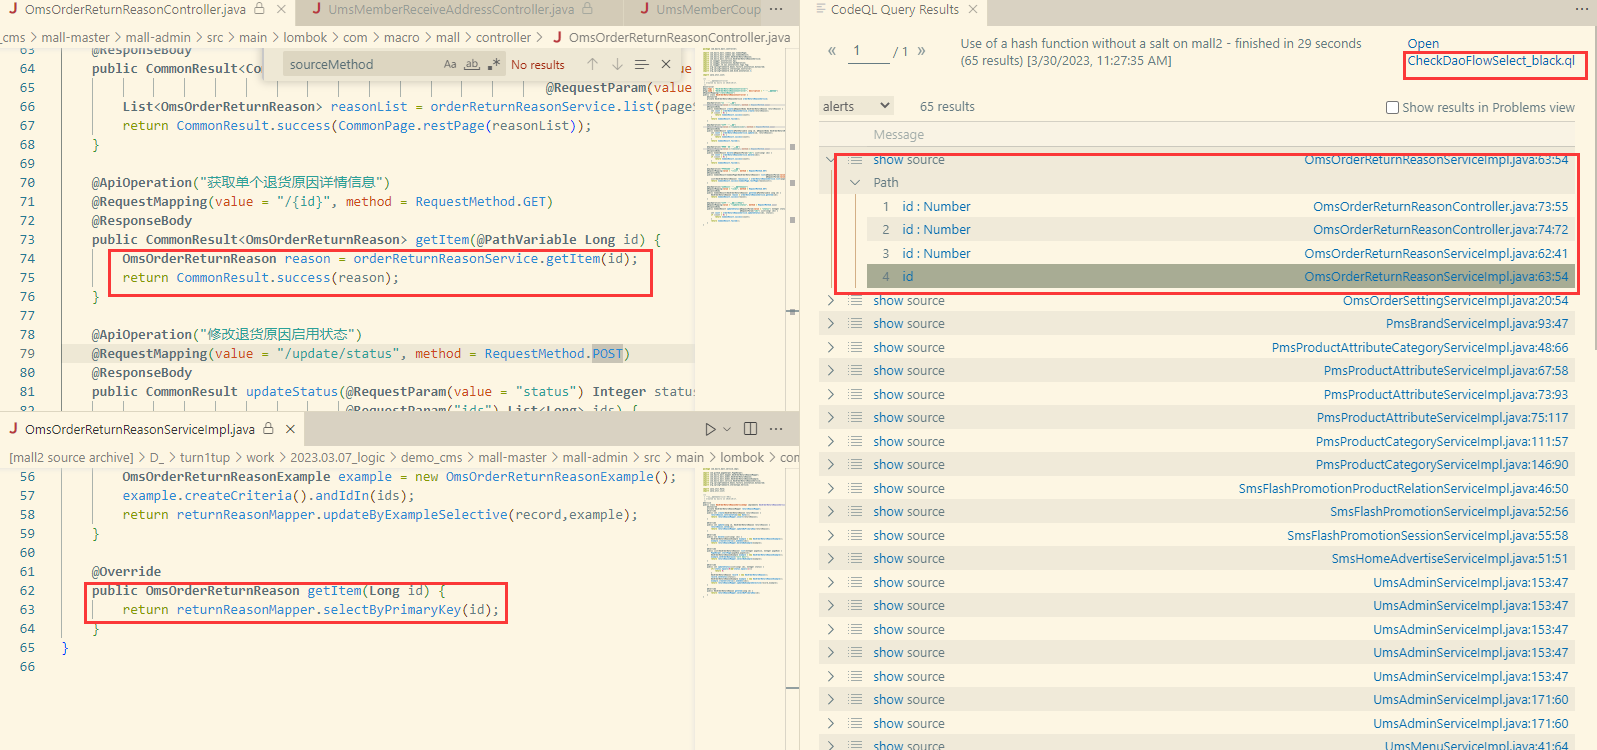 OmsOrderReturnReasonController.java
UmsMemberReceiveAddressController.java
UmsMemberCoup
_cms > mall-master > mall-admin > src > main > lombok > com > macro > mall > controller > OmsOrderReturnReasonController.java
sourceMethod Aa ab .* No results
63 @ResponseBody
64 public CommonResult<Co
65 @RequestParam(value
66 List<OmsOrderReturnReason> reasonList = orderReturnReasonService.list(pageS
67 return CommonResult.success(CommonPage.restPage(reasonList));
68 }
69
70 @ApiOperation("获取单个退货原因详情信息")
71 @RequestMapping(value = "/{id}", method = RequestMethod.GET)
72 @ResponseBody
73 public CommonResult<OmsOrderReturnReason> getItem(@PathVariable Long id) {
74 OmsOrderReturnReason reason = orderReturnReasonService.getItem(id);
75 return CommonResult.success(reason);
76 }
77
78 @ApiOperation("修改退货原因启用状态")
79 @RequestMapping(value = "/update/status", method = RequestMethod.POST)
80 @ResponseBody
81 public CommonResult updateStatus(@RequestParam(value = "status") Integer status
82 @RequestParam("ids") List<Long> ids) {
OmsOrderReturnReasonServiceImpl.java
[mall2 source archive] > D_ > turn1tup > work > 2023.03.07_logic > demo_cms > mall-master > mall-admin > src > main > lombok > com
56 OmsOrderReturnReasonExample example = new OmsOrderReturnReasonExample();
57 example.createCriteria().andIdIn(ids);
58 return returnReasonMapper.updateByExampleSelective(record,example);
59 }
60
61 @Override
62 public OmsOrderReturnReason getItem(Long id) {
63 return returnReasonMapper.selectByPrimaryKey(id);
64 }
65 }
66
CodeQL Query Results
« 1 / 1 »
Use of a hash function without a salt on mall2 - finished in 29 seconds
(65 results) [3/30/2023, 11:27:35 AM]
Open
CheckDaoFlowSelect_black.ql
alerts 65 results
Show results in Problems view
Message
show source OmsOrderReturnReasonServiceImpl.java:63:54
Path
1 id : Number OmsOrderReturnReasonController.java:73:55
2 id : Number OmsOrderReturnReasonController.java:74:72
3 id : Number OmsOrderReturnReasonServiceImpl.java:62:41
4 id OmsOrderReturnReasonServiceImpl.java:63:54
show source OmsOrderSettingServiceImpl.java:20:54
show source PmsBrandServiceImpl.java:93:47
show source PmsProductAttributeCategoryServiceImpl.java:48:66
show source PmsProductAttributeServiceImpl.java:67:58
show source PmsProductAttributeServiceImpl.java:73:93
show source PmsProductAttributeServiceImpl.java:75:117
show source PmsProductCategoryServiceImpl.java:111:57
show source PmsProductCategoryServiceImpl.java:146:90
show source SmsFlashPromotionProductRelationServiceImpl.java:46:50
show source SmsFlashPromotionServiceImpl.java:52:56
show source SmsFlashPromotionSessionServiceImpl.java:55:58
show source SmsHomeAdvertiseServiceImpl.java:51:51
show source UmsAdminServiceImpl.java:153:47
show source UmsAdminServiceImpl.java:153:47
show source UmsAdminServiceImpl.java:153:47
show source UmsAdminServiceImpl.java:153:47
show source UmsAdminServiceImpl.java:153:47
show source UmsAdminServiceImpl.java:171:60
show source UmsAdminServiceImpl.java:171:60
show source UmsMenuServiceImpl.java:41:64